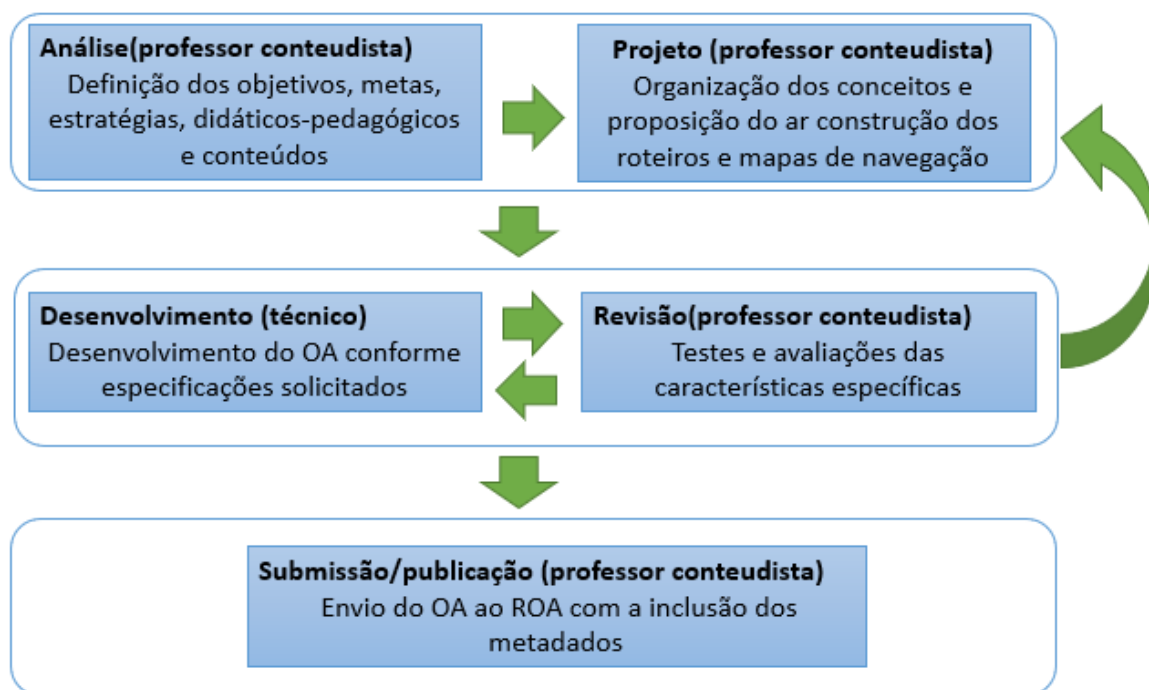 Análise(professor conteudista)
Definição dos objetivos, metas,
estratégias, didáticos-pedagógicos
e conteúdos
Projeto (professor conteudista)
Organização dos conceitos e
proposição do ar construção dos
roteiros e mapas de navegação
Desenvolvimento (técnico)
Desenvolvimento do OA conforme
especificações solicitados
Revisão(professor conteudista)
Testes e avaliações das
características específicas
Submissão/publicação (professor conteudista)
Envio do OA ao ROA com a inclusão dos
metadados